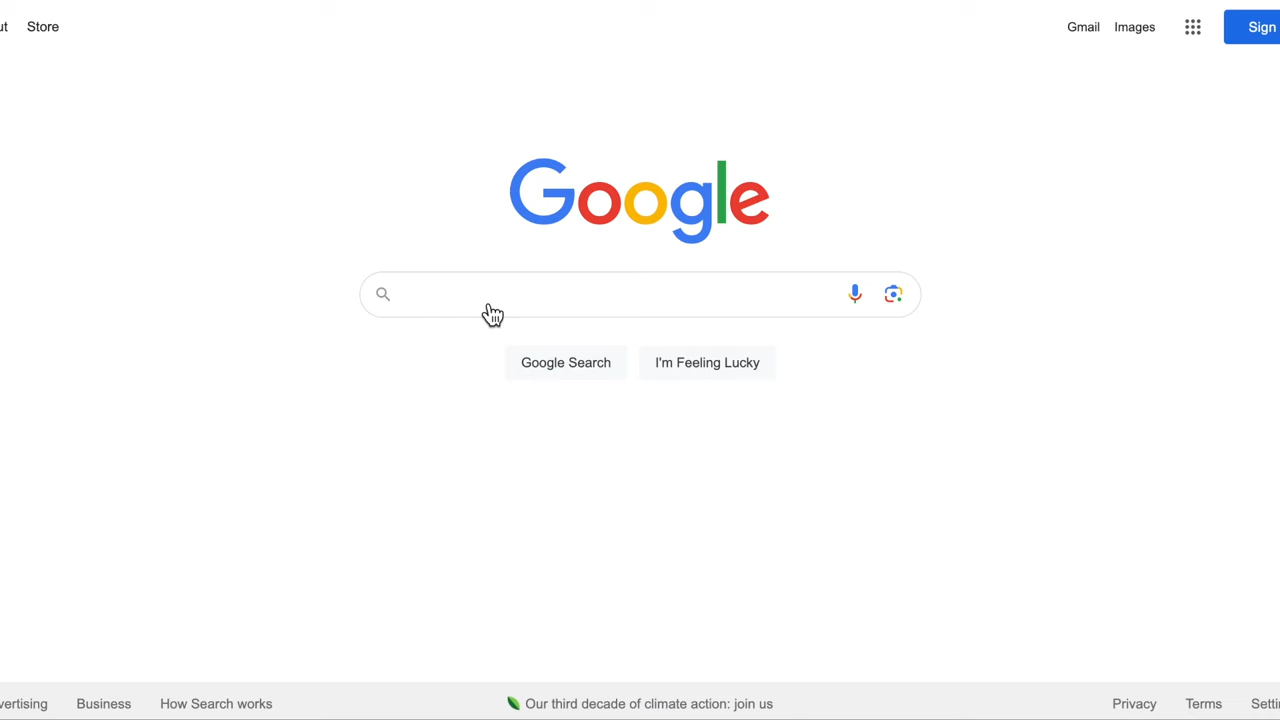 ut Store Gmail Images Sign
Google
Google Search I'm Feeling Lucky
vertising Business How Search works Our third decade of climate action: join us Privacy Terms Setti